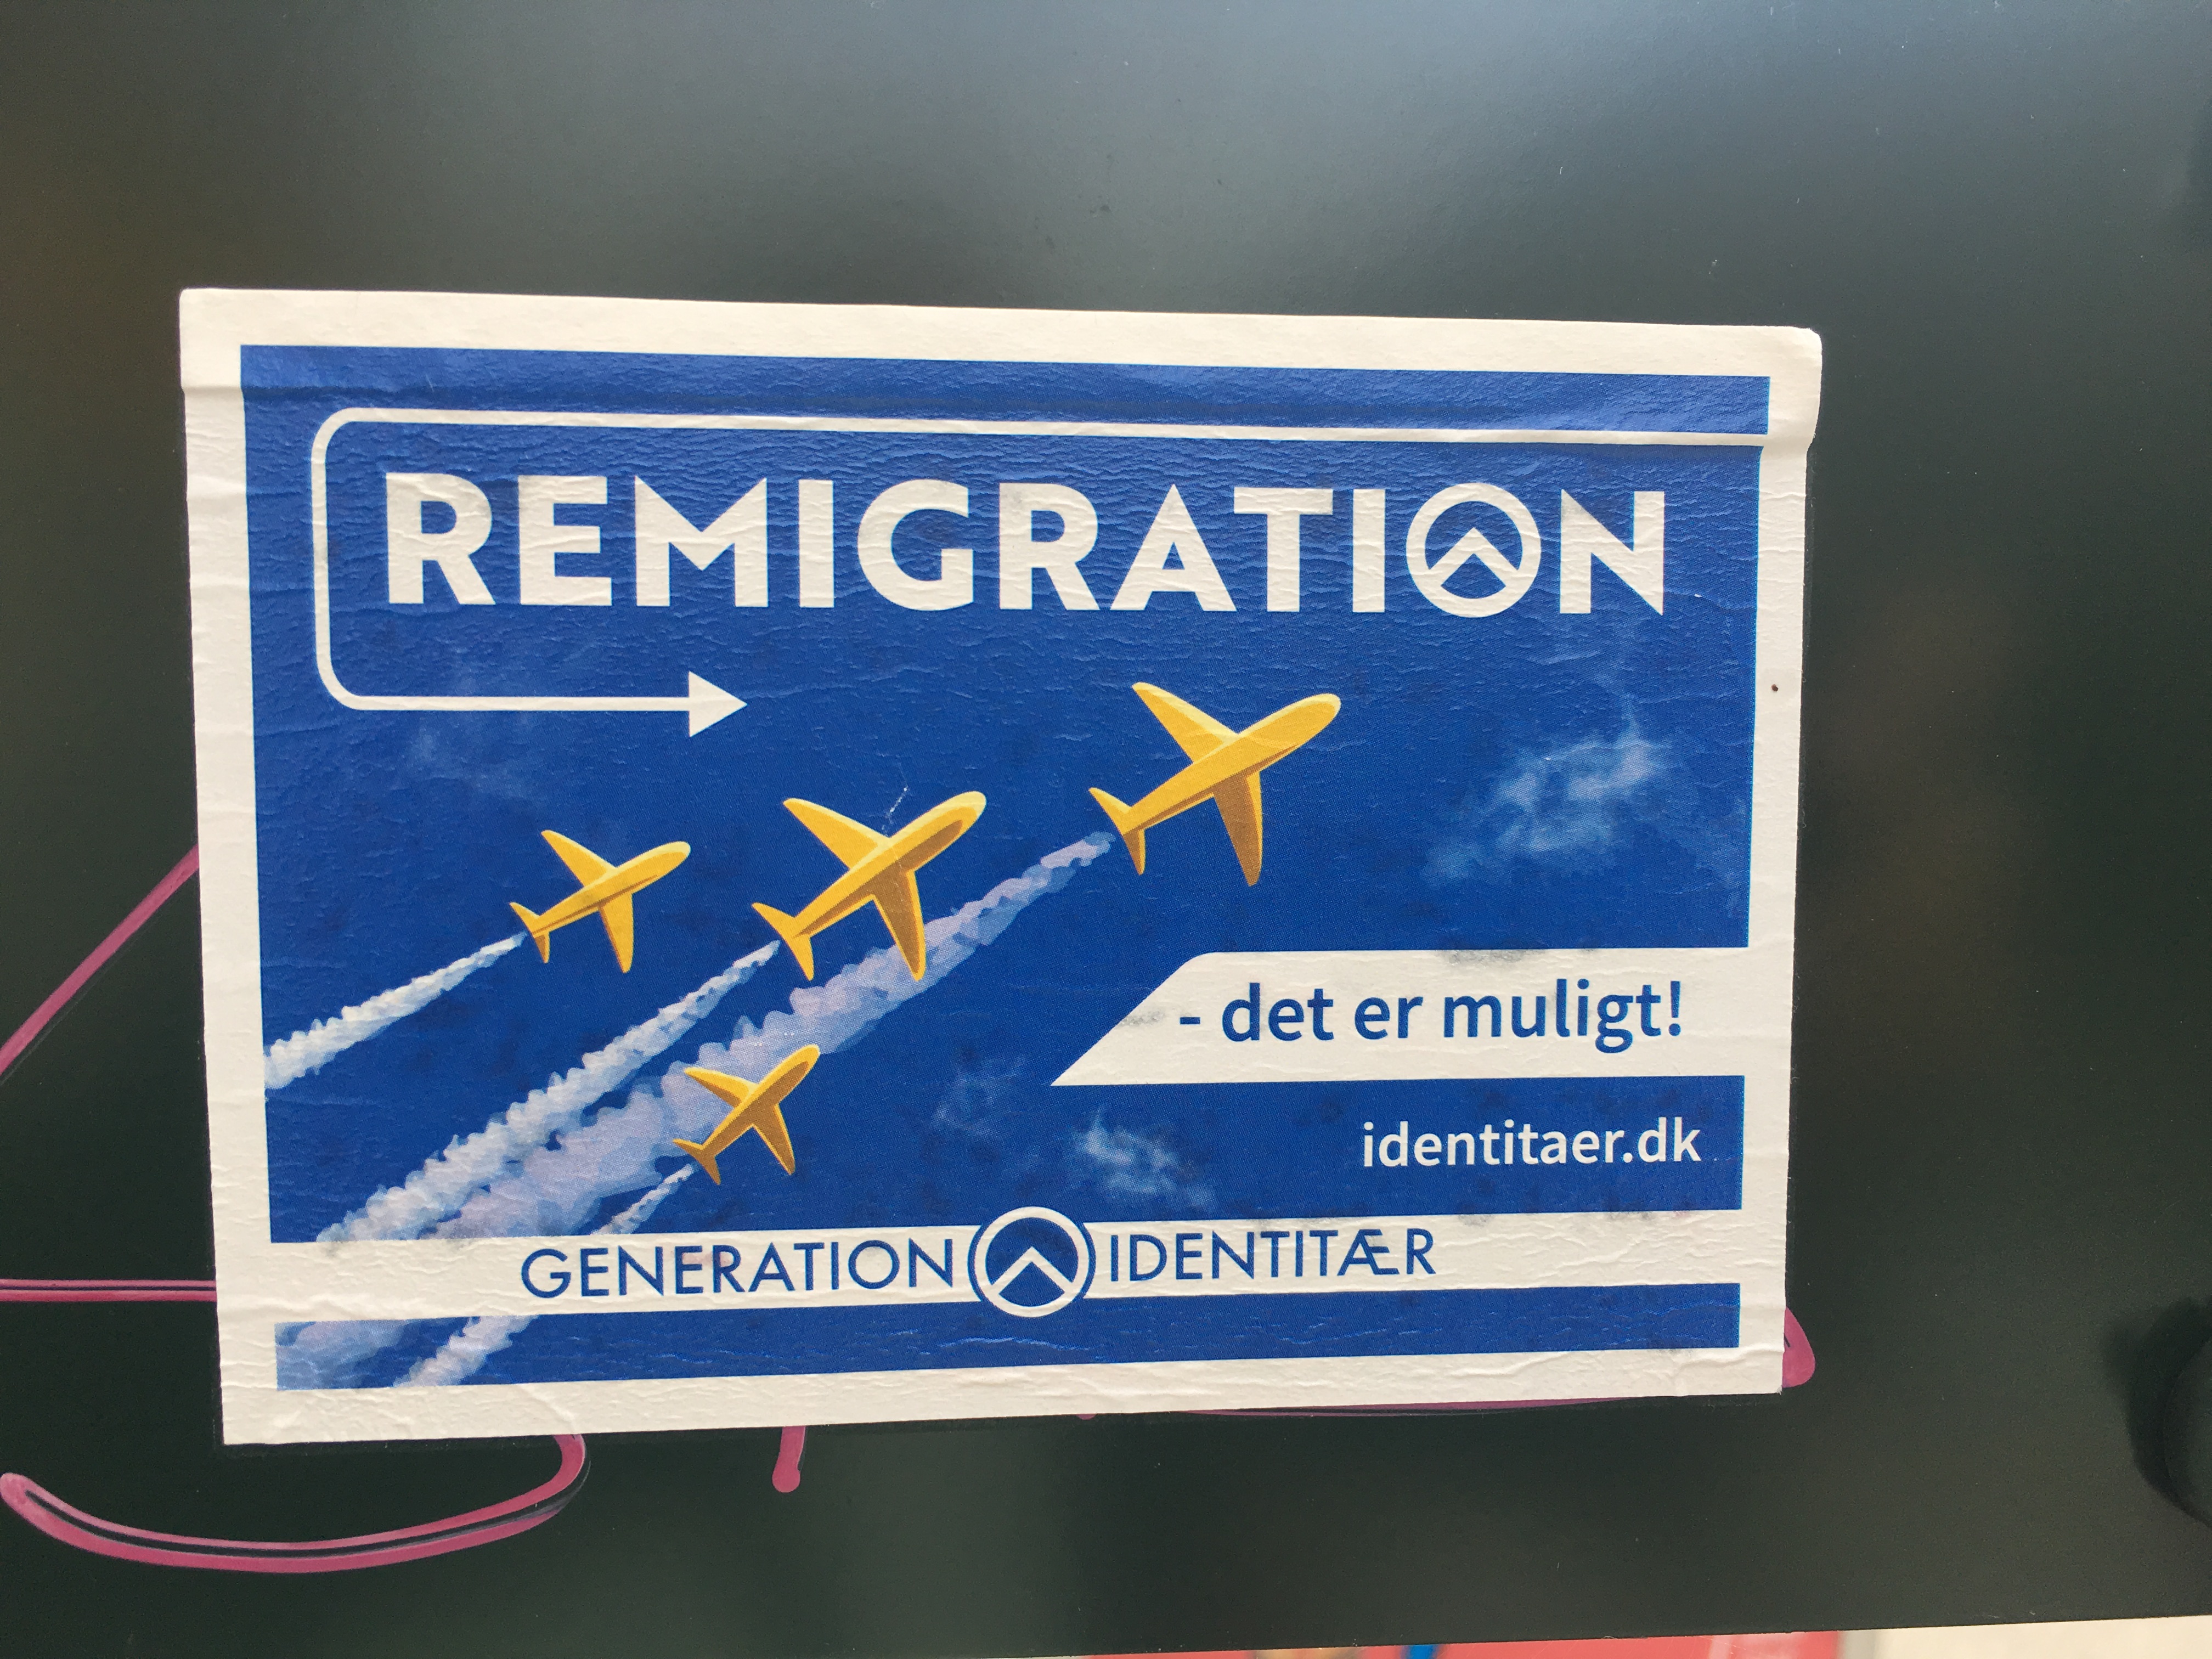 REMIGRATION
- det er muligt!
identitaer.dk
GENERATION IDENTITÆR